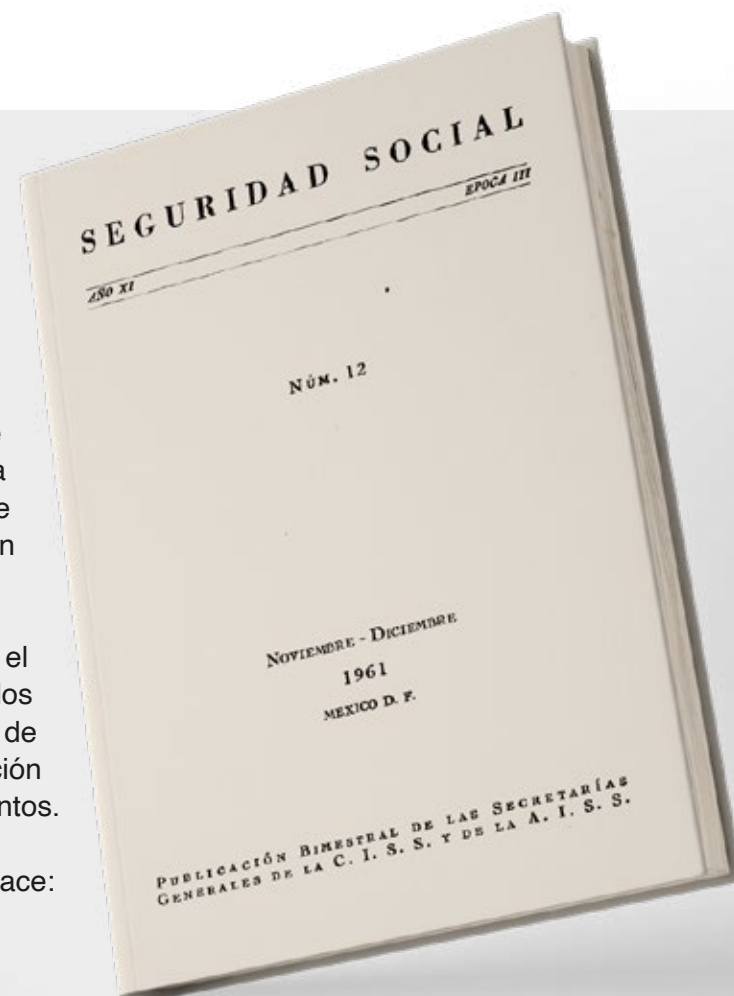 SEGURIDAD SOCIAL
AÑO XI EPOCA III
NÚM. 12
NOVIEMBRE - DICIEMBRE
1961
MEXICO D. F.
PUBLICACIÓN BIMESTRAL DE LAS SECRETARÍAS
GENERALES DE LA C. I. S. S. Y DE LA A. I. S. S.
a
e
n
el
los
de
ción
ntos.
ace: